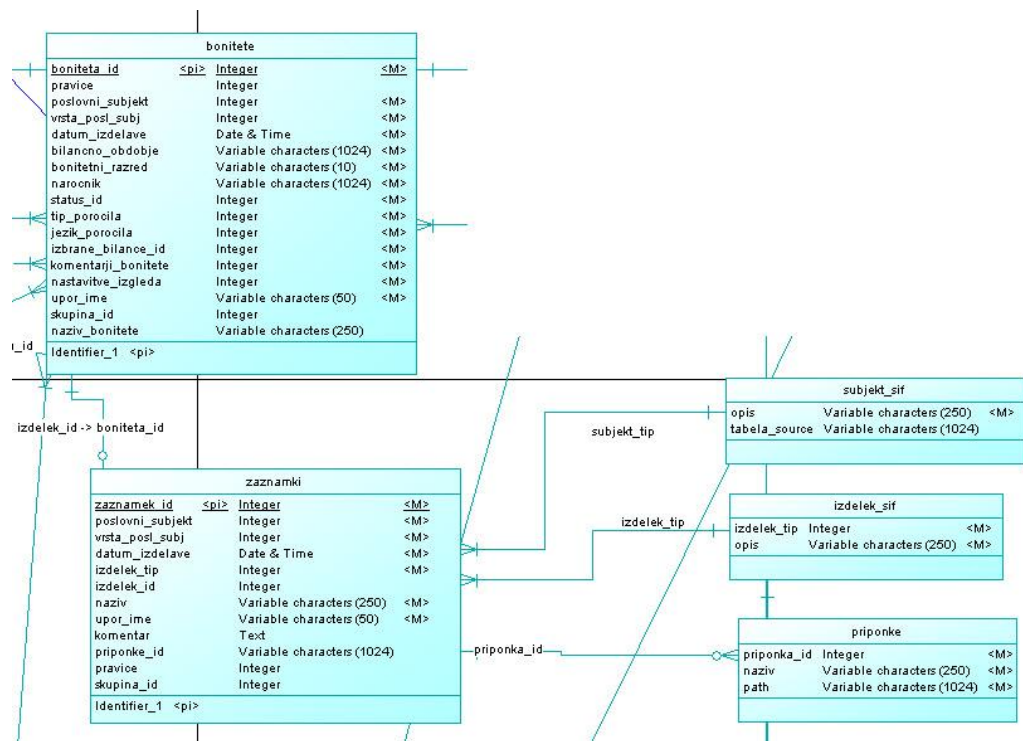 bonitete
boniteta_id <pi> Integer <M>
pravice Integer
poslovni_subjekt Integer <M>
vrsta_posl_subj Integer <M>
datum_izdelave Date & Time <M>
bilancno_obdobje Variable characters (1024) <M>
bonitetni_razred Variable characters (10) <M>
narocnik Variable characters (1024) <M>
status_id Integer <M>
tip_porocila Integer <M>
jezik_porocila Integer <M>
izbrane_bilance_id Integer <M>
komentarji_bonitete Integer <M>
nastavitve_izgleda Integer <M>
upor_ime Variable characters (50) <M>
skupina_id Integer
naziv_bonitete Variable characters (250)
_id
Identifier_1 <pi>
izdelek_id -> boniteta_id
subjekt_sif
opis Variable characters (250) <M>
tabela_source Variable characters (1024)
subjekt_tip
zaznamki
zaznamek_id <pi> Integer <M>
poslovni_subjekt Integer <M>
vrsta_posl_subj Integer <M>
datum_izdelave Date & Time <M>
izdelek_tip Integer <M>
izdelek_id Integer
naziv Variable characters (250) <M>
upor_ime Variable characters (50) <M>
komentar Text
priponke_id Variable characters (1024)
pravice Integer
skupina_id Integer
Identifier_1 <pi>
izdelek_tip
izdelek_sif
izdelek_tip Integer <M>
opis Variable characters (250) <M>
priponka_id
priponke
priponka_id Integer <M>
naziv Variable characters (250) <M>
path Variable characters (1024) <M>